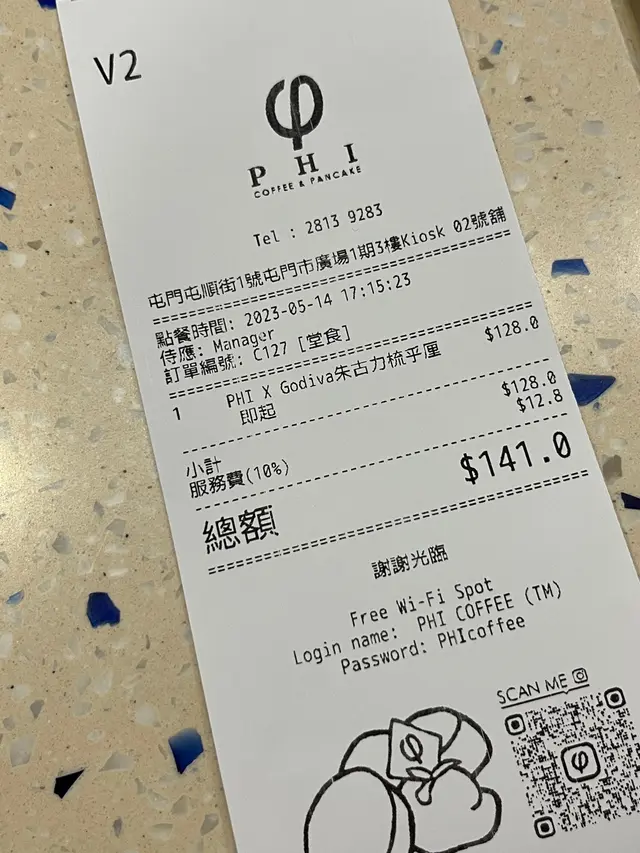 V2
φ
PHI
COFFEE & PANCAKE
Tel : 2813 9283
屯門屯順街1號屯門市廣場1期3樓Kiosk 02號舖
點餐時間: 2023-05-14 17:15:23
侍應: Manager
訂單編號: C127 [堂食]
1 PHI X Godiva朱古力梳乎厘 $128.0
即起
小計 $128.0
服務費(10%) $12.8
總額 $141.0
謝謝光臨
Free Wi-Fi Spot
Login name: PHI COFFEE (TM)
Password: PHIcoffee
SCAN ME
φ
φ